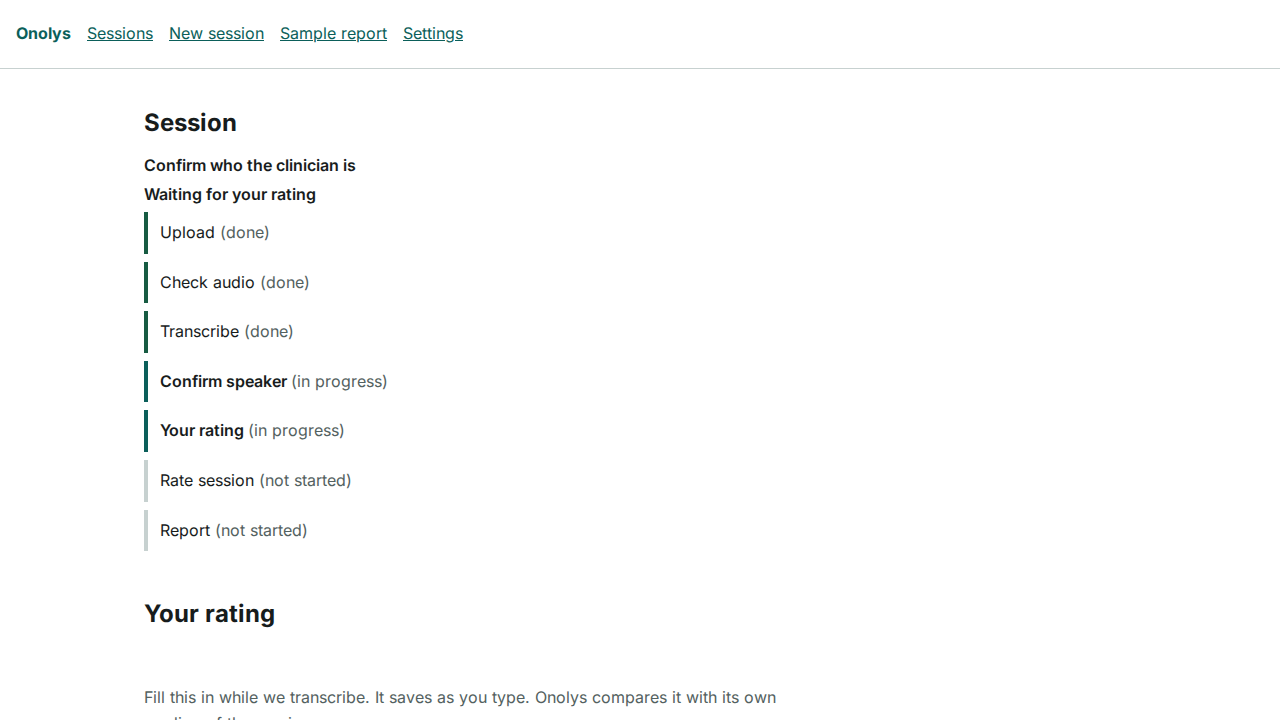 Onolys Sessions New session Sample report Settings
Session
Confirm who the clinician is
Waiting for your rating
Upload (done)
Check audio (done)
Transcribe (done)
Confirm speaker (in progress)
Your rating (in progress)
Rate session (not started)
Report (not started)
Your rating
Fill this in while we transcribe. It saves as you type. Onolys compares it with its own